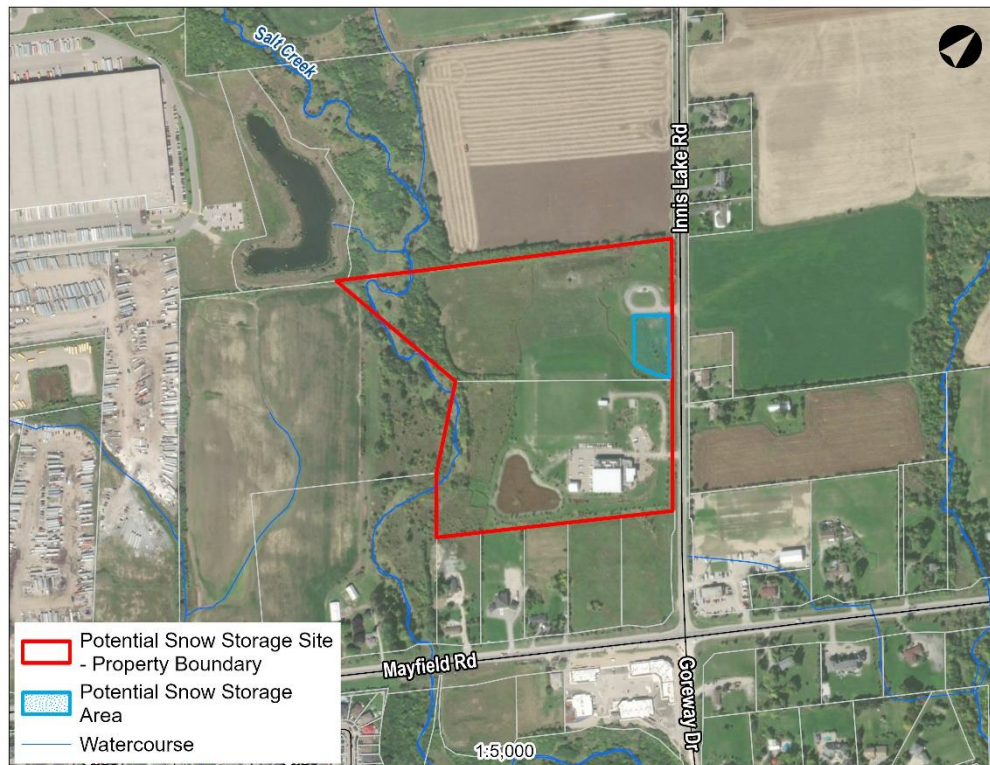 Salt Creek
Innis Lake Rd
Mayfield Rd
Goreway Dr
Potential Snow Storage Site
- Property Boundary
Potential Snow Storage
Area
Watercourse
1:5,000